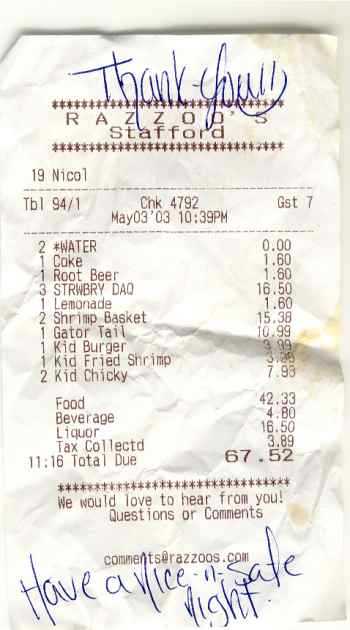 Thank-you!!
*****************************
RAZZOO'S
Stafford
*****************************
19 Nicol
Tbl 94/1 Chk 4792 Gst 7
May03'03 10:39PM
2 *WATER 0.00
1 Coke 1.60
1 Root Beer 1.60
3 STRWBRY DAQ 16.50
1 Lemonade 1.60
2 Shrimp Basket 15.38
1 Gator Tail 10.99
1 Kid Burger 3.99
1 Kid Fried Shrimp
2 Kid Chicky 7.93
Food 42.33
Beverage 4.80
Liquor 16.50
Tax Collectd 3.89
11:16 Total Due 67.52
*****************************
We would love to hear from you!
Questions or Comments
comments@razzoos.com
Have a nice safe
night!